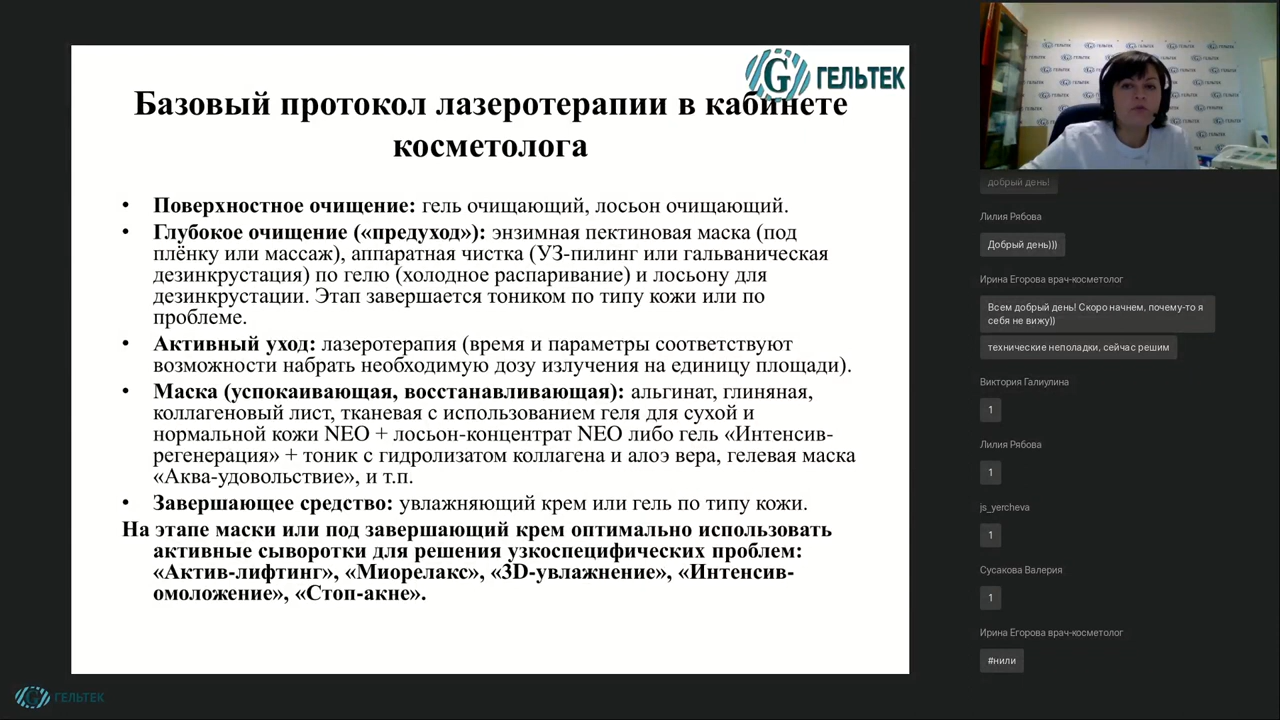 ГЕЛЬТЕК
Базовый протокол лазеротерапии в кабинете
косметолога
• Поверхностное очищение: гель очищающий, лосьон очищающий.
• Глубокое очищение («предуход»): энзимная пектиновая маска (под
плёнку или массаж), аппаратная чистка (УЗ-пилинг или гальваническая
дезинкрустация) по гелю (холодное распаривание) и лосьону для
дезинкрустации. Этап завершается тоником по типу кожи или по
проблеме.
• Активный уход: лазеротерапия (время и параметры соответствуют
возможности набрать необходимую дозу излучения на единицу площади).
• Маска (успокаивающая, восстанавливающая): альгинат, глиняная,
коллагеновый лист, тканевая с использованием геля для сухой и
нормальной кожи NEO + лосьон-концентрат NEO либо гель «Интенсив-
регенерация» + тоник с гидролизатом коллагена и алоэ вера, гелевая маска
«Аква-удовольствие», и т.п.
• Завершающее средство: увлажняющий крем или гель по типу кожи.
На этапе маски или под завершающий крем оптимально использовать
активные сыворотки для решения узкоспецифических проблем:
«Актив-лифтинг», «Миорелакс», «3D-увлажнение», «Интенсив-
омоложение», «Стоп-акне».
ГЕЛЬТЕК
добрый день!
Лилия Рябова
Добрый день)))
Ирина Егорова врач-косметолог
Всем добрый день! Скоро начнем, почему-то я
себя не вижу))
технические неполадки, сейчас решим
Виктория Галиулина
1
Лилия Рябова
1
js_yercheva
1
Сусакова Валерия
1
Ирина Егорова врач-косметолог
#нили